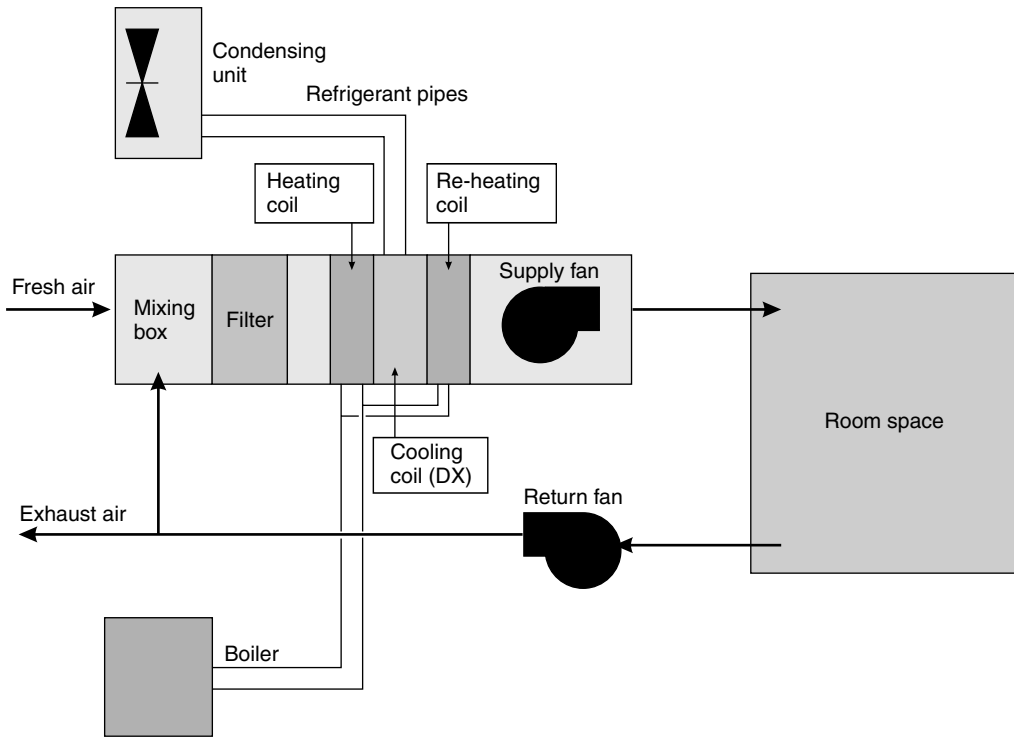 Condensing
unit
Refrigerant pipes
Heating
coil
Re-heating
coil
Fresh air
Mixing
box
Filter
Supply fan
Room space
Cooling
coil (DX)
Exhaust air
Return fan
Boiler